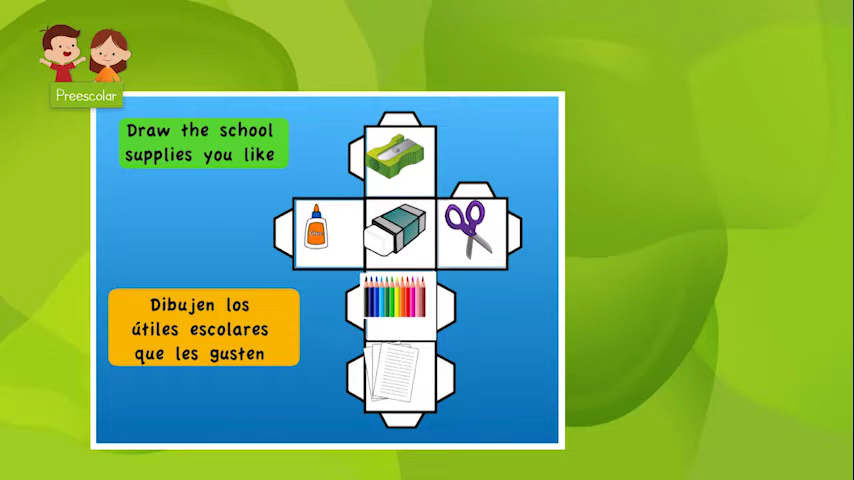 Preescolar
Draw the school
supplies you like
Dibujen los
útiles escolares
que les gusten